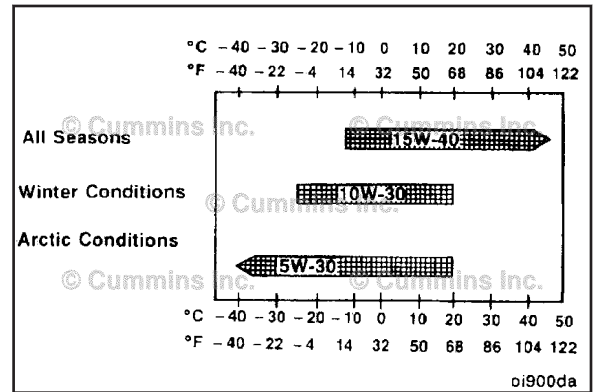 °C -40 -30 -20 -10 0 10 20 30 40 50
°F -40 -22 -4 14 32 50 68 86 104 122
© Cummins Inc. © Cummins Inc.
All Seasons 15W-40
Winter Conditions 10W-30
© Cummins Inc.
Arctic Conditions
5W-30
© Cummins Inc. © Cummins Inc.
°C -40 -30 -20 -10 0 10 20 30 40 50
°F -40 -22 -4 14 32 50 68 86 104 122
oi900da